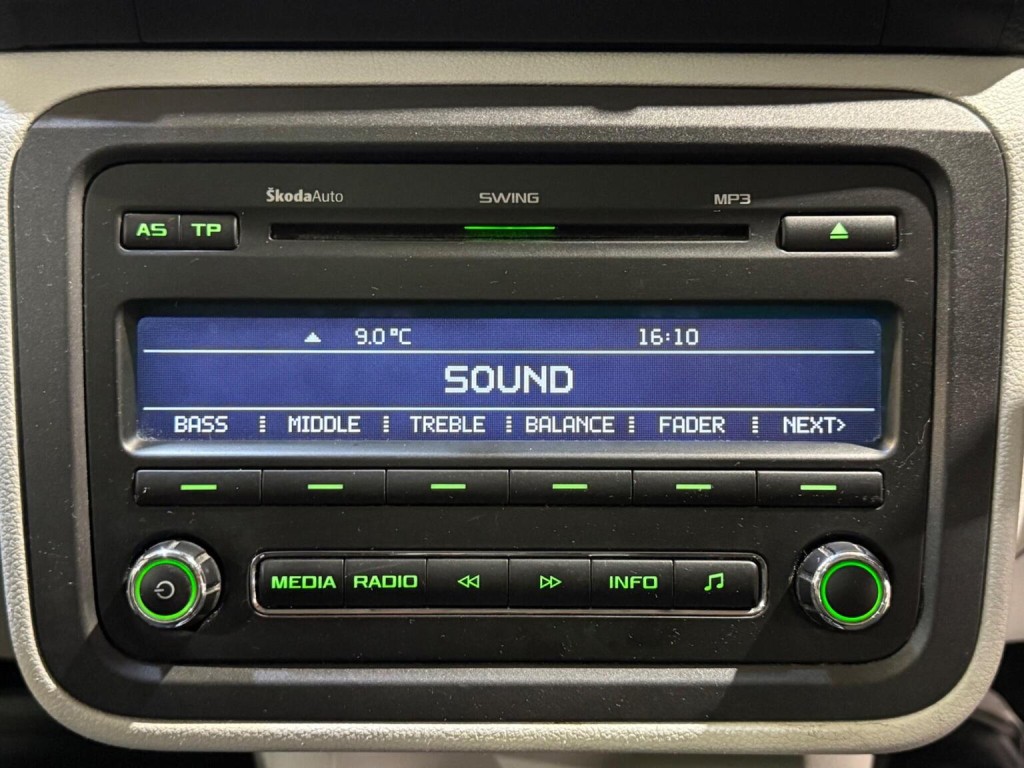 ŠkodaAuto SWING MP3
AS TP
9.0°C 16:10
SOUND
BASS MIDDLE TREBLE BALANCE FADER NEXT>
MEDIA RADIO INFO